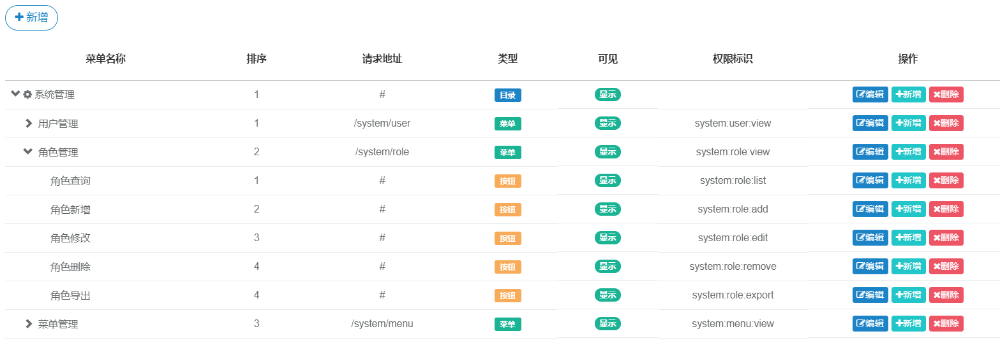 新增
菜单名称 排序 请求地址 类型 可见 权限标识 操作
系统管理 1 # 目录 显示 编辑 新增 删除
用户管理 1 /system/user 菜单 显示 system:user:view 编辑 新增 删除
角色管理 2 /system/role 菜单 显示 system:role:view 编辑 新增 删除
角色查询 1 # 按钮 显示 system:role:list 编辑 新增 删除
角色新增 2 # 按钮 显示 system:role:add 编辑 新增 删除
角色修改 3 # 按钮 显示 system:role:edit 编辑 新增 删除
角色删除 4 # 按钮 显示 system:role:remove 编辑 新增 删除
角色导出 4 # 按钮 显示 system:role:export 编辑 新增 删除
菜单管理 3 /system/menu 菜单 显示 system:menu:view 编辑 新增 删除